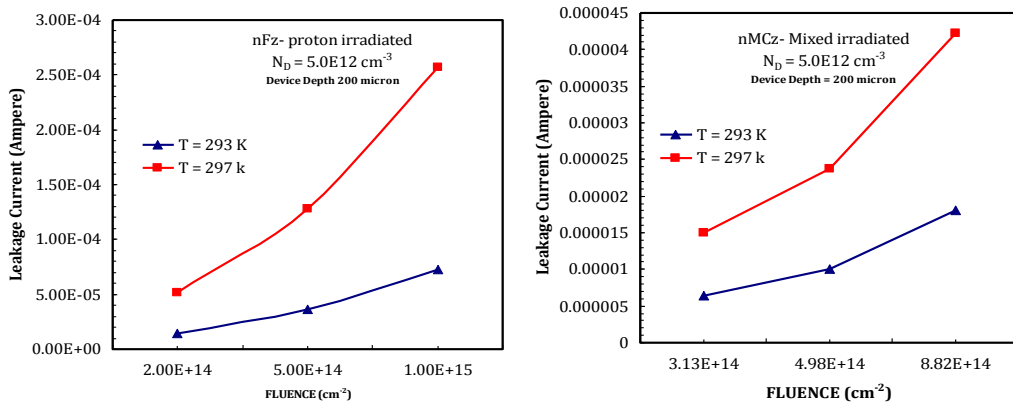 3.00E-04
2.50E-04
2.00E-04
1.50E-04
1.00E-04
5.00E-05
0.00E+00
Leakage Current (Ampere)
nFz- proton irradiated
N_D = 5.0E12 cm⁻³
Device Depth 200 micron
T = 293 K
T = 297 k
2.00E+14
5.00E+14
1.00E+15
FLUENCE (cm⁻²)
0.000045
0.00004
0.000035
0.00003
0.000025
0.00002
0.000015
0.00001
0.000005
0
Leakage Current (Ampere)
nMCz- Mixed irradiated
N_D = 5.0E12 cm⁻³
Device Depth = 200 micron
T = 293 K
T = 297 k
3.13E+14
4.98E+14
8.82E+14
FLUENCE (cm⁻²)